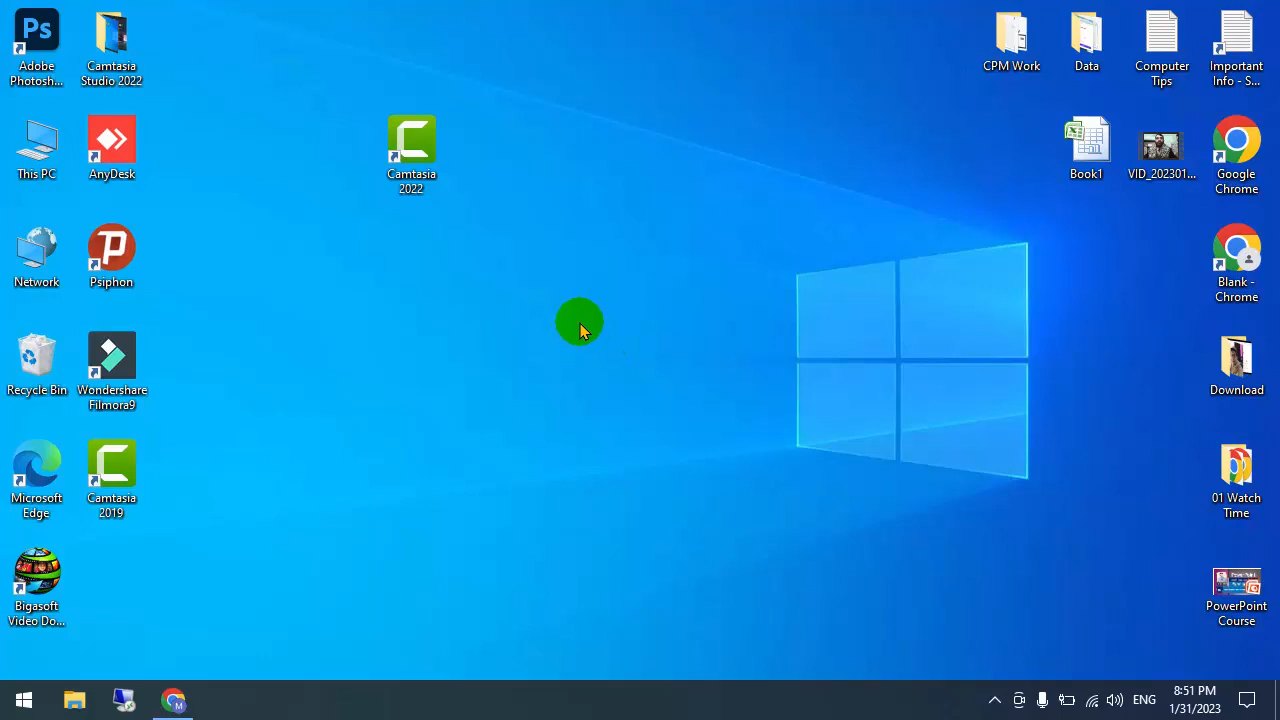 Ps
Adobe
Photosh...
Camtasia
Studio 2022
This PC
AnyDesk
Camtasia
2022
Network
Psiphon
Recycle Bin
Wondershare
Filmora9
Microsoft
Edge
Camtasia
2019
Bigasoft
Video Do...
CPM Work
Data
Computer
Tips
Important
Info - S...
Book1
VID_202301...
Google
Chrome
Blank -
Chrome
Download
01 Watch
Time
PowerPoint
Course
M
ENG
8:51 PM
1/31/2023